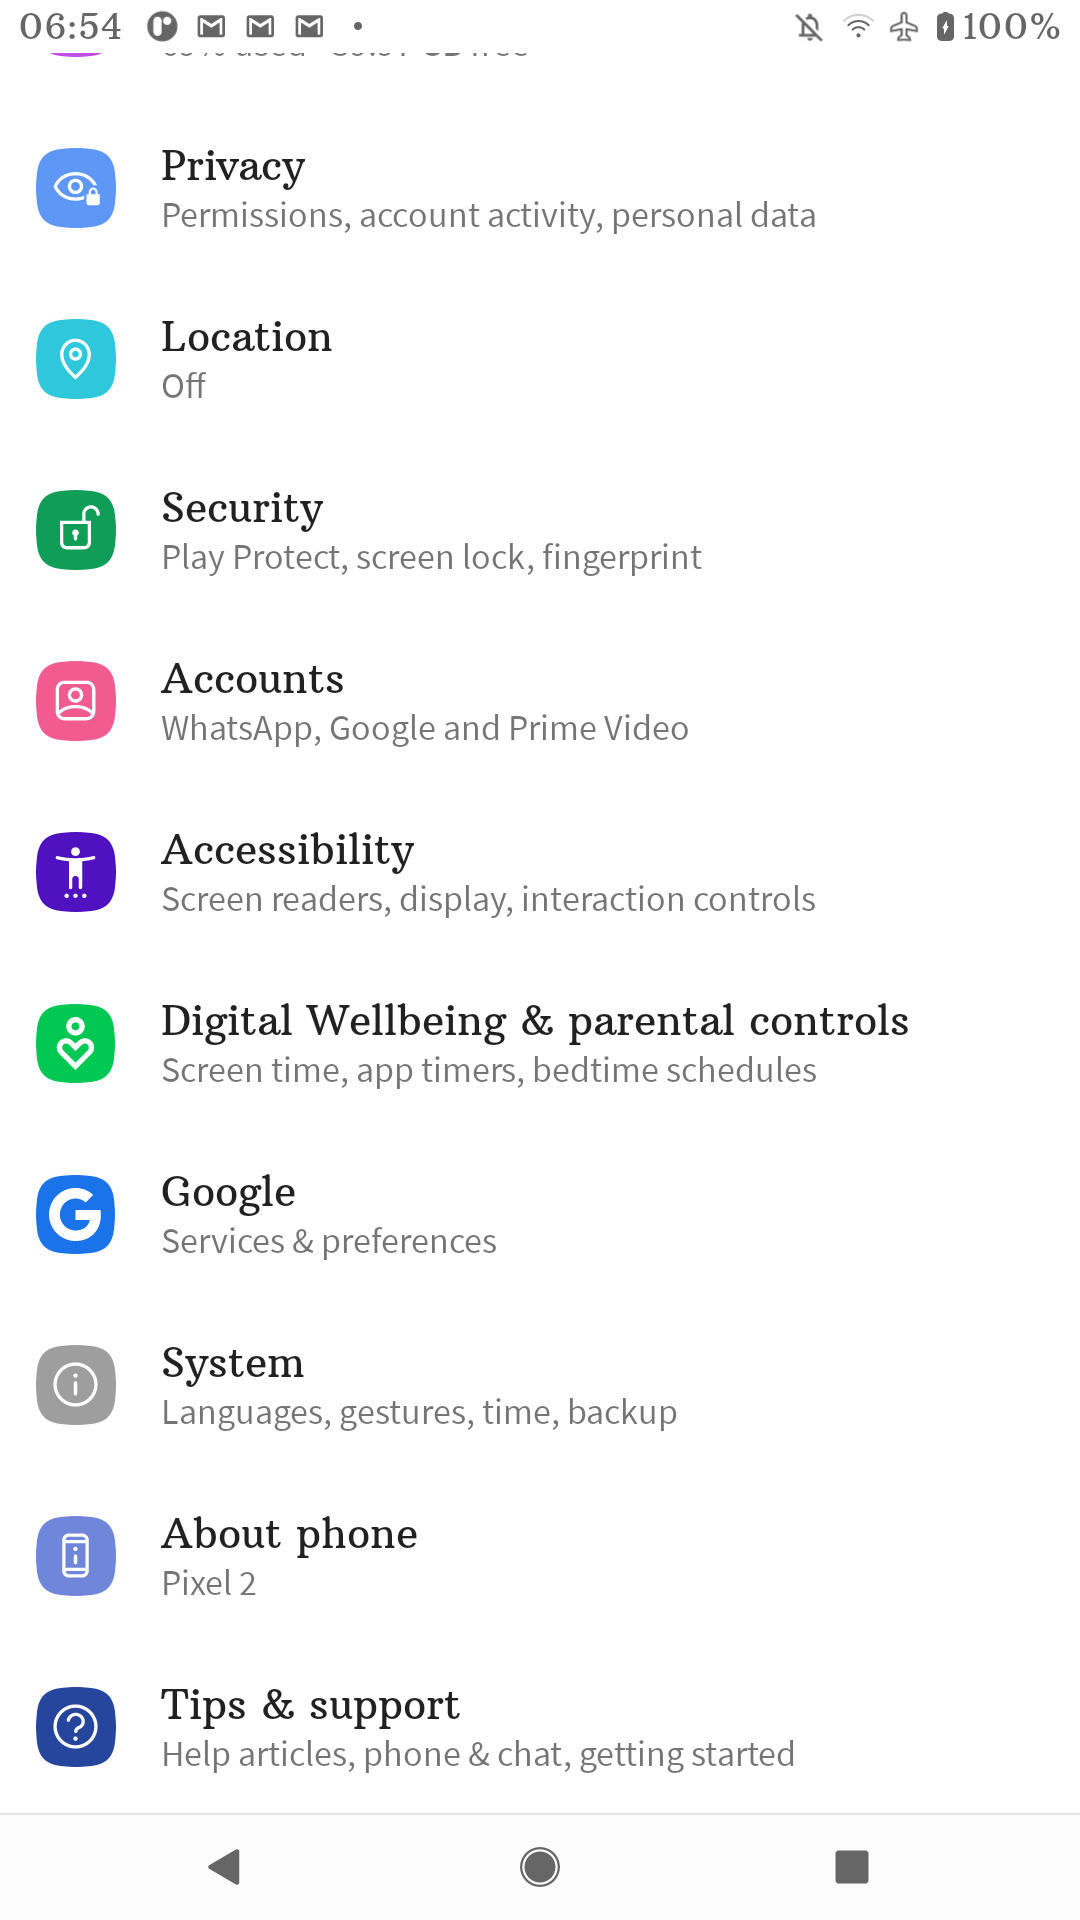 06:54
100%
Privacy
Permissions, account activity, personal data
Location
Off
Security
Play Protect, screen lock, fingerprint
Accounts
WhatsApp, Google and Prime Video
Accessibility
Screen readers, display, interaction controls
Digital Wellbeing & parental controls
Screen time, app timers, bedtime schedules
Google
Services & preferences
System
Languages, gestures, time, backup
About phone
Pixel 2
Tips & support
Help articles, phone & chat, getting started